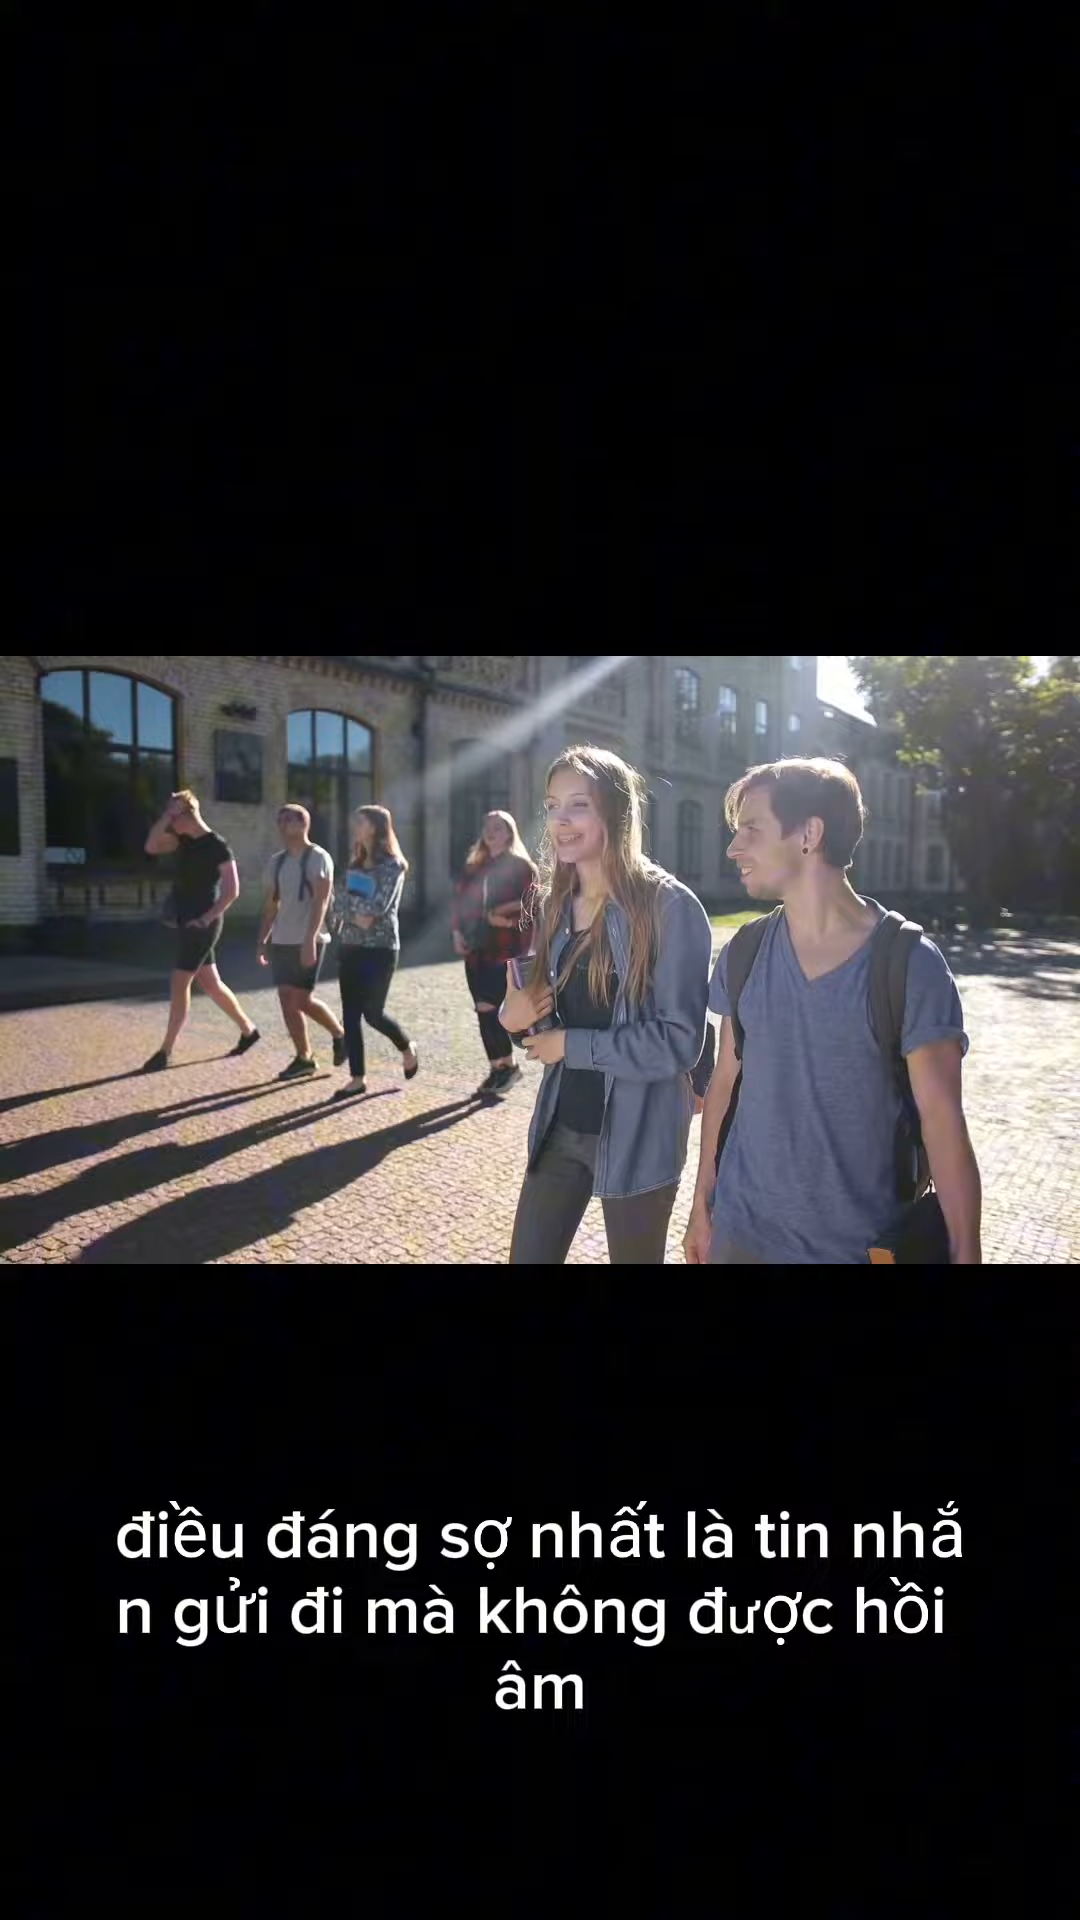 điều đáng sợ nhất là tin nhắ
n gửi đi mà không được hồi
âm